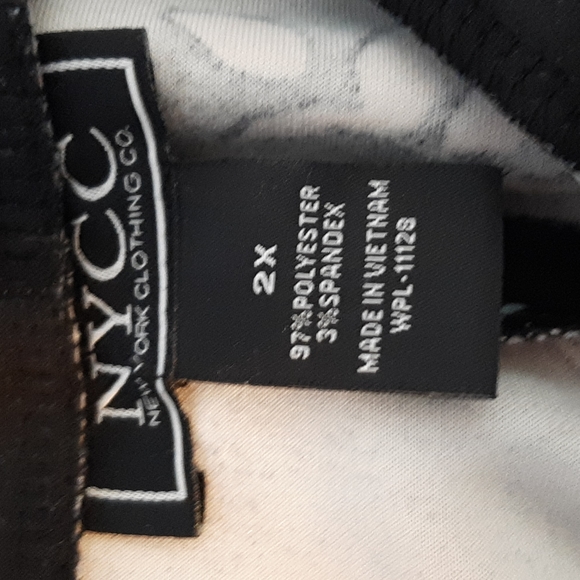 NYCC
NEW YORK CLOTHING CO.
2X
97%POLYESTER
3%SPANDEX
MADE IN VIETNAM
WPL-11128